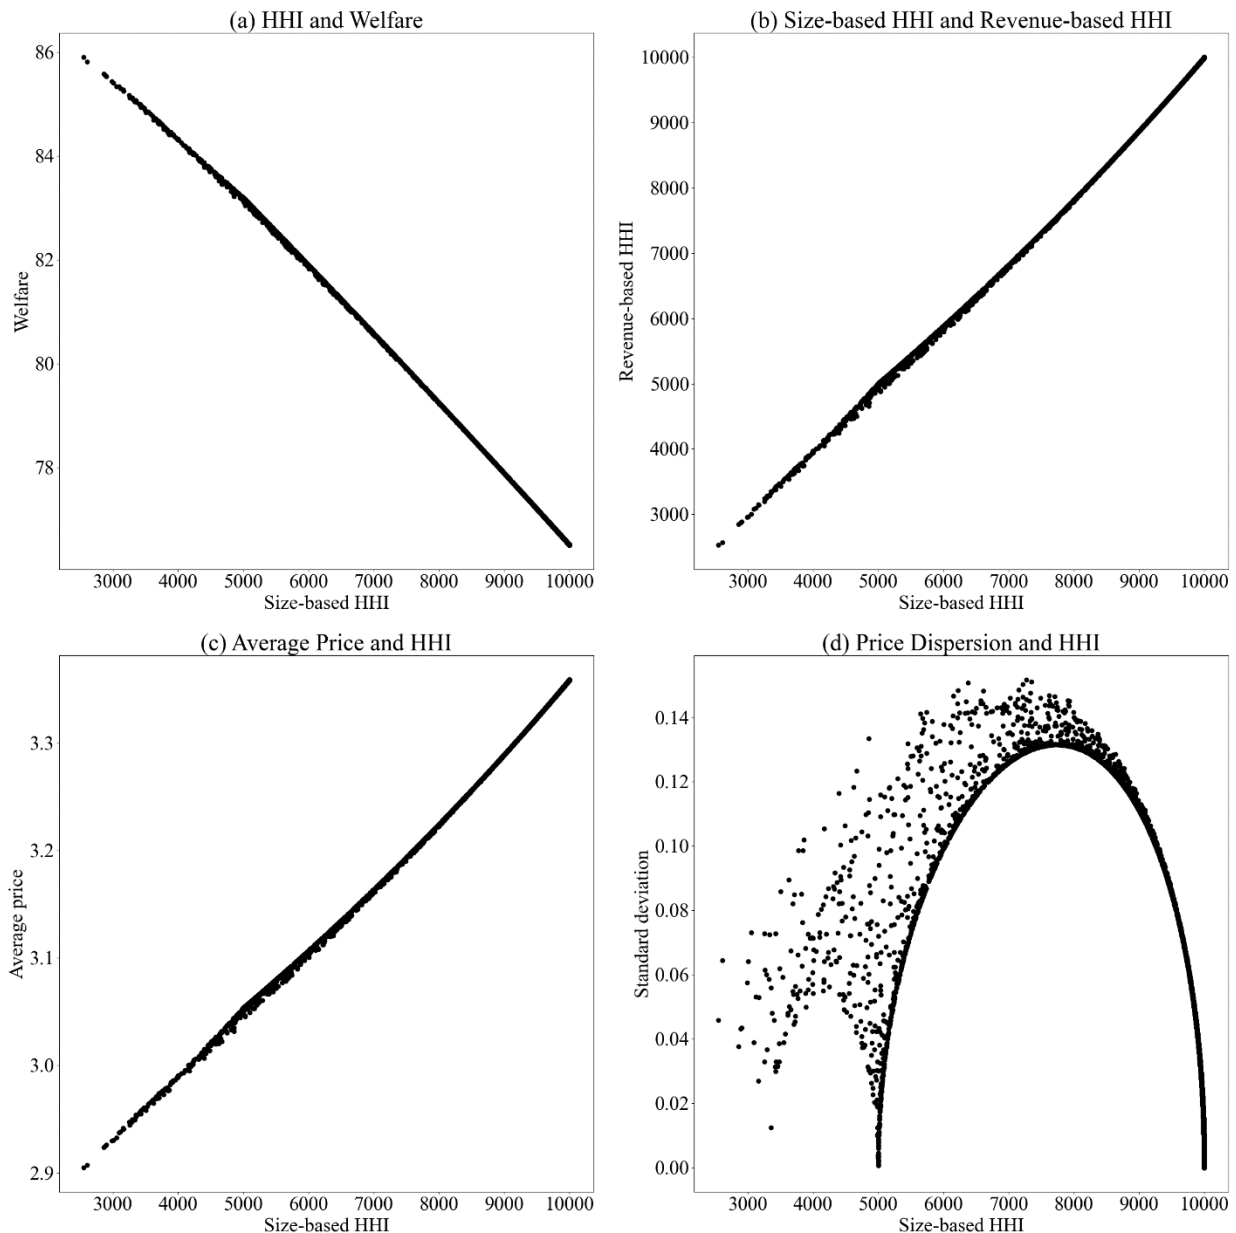 (a) HHI and Welfare
86
84
82
80
78
Welfare
3000 4000 5000 6000 7000 8000 9000 10000
Size-based HHI
(b) Size-based HHI and Revenue-based HHI
10000
9000
8000
7000
6000
5000
4000
3000
Revenue-based HHI
3000 4000 5000 6000 7000 8000 9000 10000
Size-based HHI
(c) Average Price and HHI
3.3
3.2
3.1
3.0
2.9
Average price
3000 4000 5000 6000 7000 8000 9000 10000
Size-based HHI
(d) Price Dispersion and HHI
0.14
0.12
0.10
0.08
0.06
0.04
0.02
0.00
Standard deviation
3000 4000 5000 6000 7000 8000 9000 10000
Size-based HHI